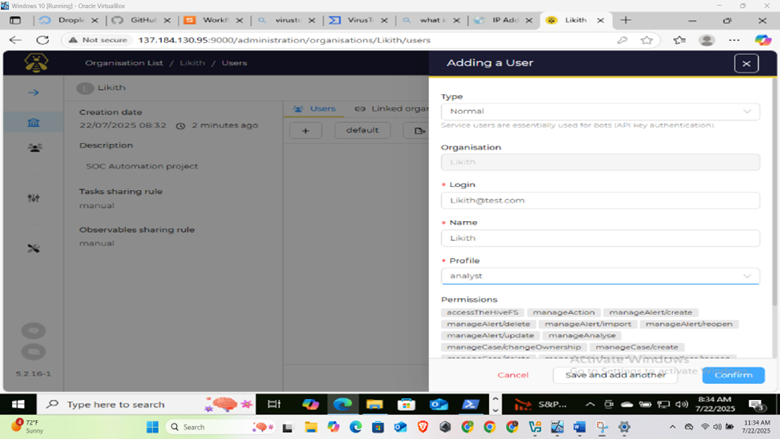 Windows 10 [Running] - Oracle VirtualBox
Droplet
GitHub
Workfl
virusto
VirusT
what i
IP Add
Likith
Not secure 137.184.130.95:9000/administration/organisations/Likith/users
Organisation List / Likith / Users
Adding a User
L Likith
Creation date
22/07/2025 08:32 2 minutes ago
Description
SOC Automation project
Tasks sharing rule
manual
Observables sharing rule
manual
Users Linked organ
+ default
Type
Normal
Service users are essentially used for bots (API key authentication).
Organisation
Likith
* Login
Likith@test.com
* Name
Likith
* Profile
analyst
Permissions
accessTheHiveFS manageAction manageAlert/create
manageAlert/delete manageAlert/import manageAlert/reopen
manageAlert/update manageAnalyse
manageCase/changeOwnership manageCase/create
Activate Windows
Go to Settings to activate
Cancel Save and add another Confirm
5.2.16-1
Type here to search
S&P...
8:34 AM
7/22/2025
72°F
Sunny
Search
11:34 AM
7/22/2025